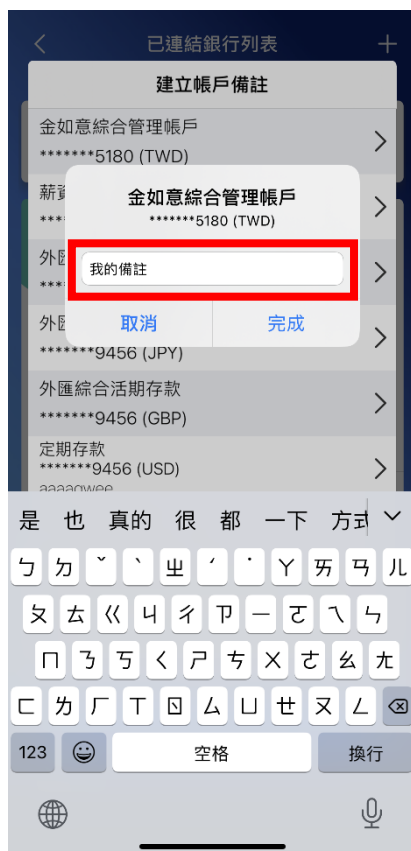 已連結銀行列表
建立帳戶備註
金如意綜合管理帳戶
*******5180 (TWD)
薪資
***
金如意綜合管理帳戶
*******5180 (TWD)
外匯
***
我的備註
外匯
取消 完成
*******9456 (JPY)
外匯綜合活期存款
*******9456 (GBP)
定期存款
*******9456 (USD)
aaaaqwee
是 也 真的 很 都 一下 方式
ㄅ ㄉ ˇ ˋ ㄓ ˊ ˙ ㄚ ㄞ ㄢ ㄦ
ㄆ ㄊ ㄍ ㄐ ㄔ ㄗ ㄧ ㄛ ㄟ ㄣ
ㄇ ㄋ ㄎ ㄑ ㄕ ㄘ ㄨ ㄜ ㄠ ㄤ
ㄈ ㄌ ㄏ ㄒ ㄖ ㄙ ㄩ ㄝ ㄡ ㄥ
123 空格 換行